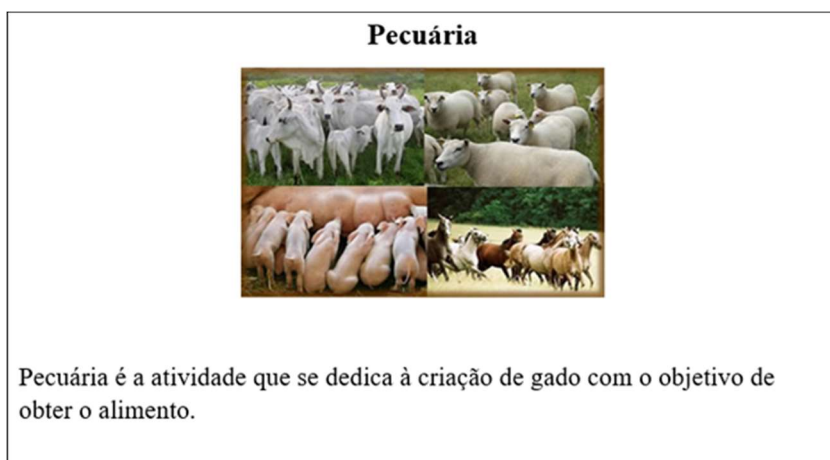 Pecuária
Pecuária é a atividade que se dedica à criação de gado com o objetivo de
obter o alimento.